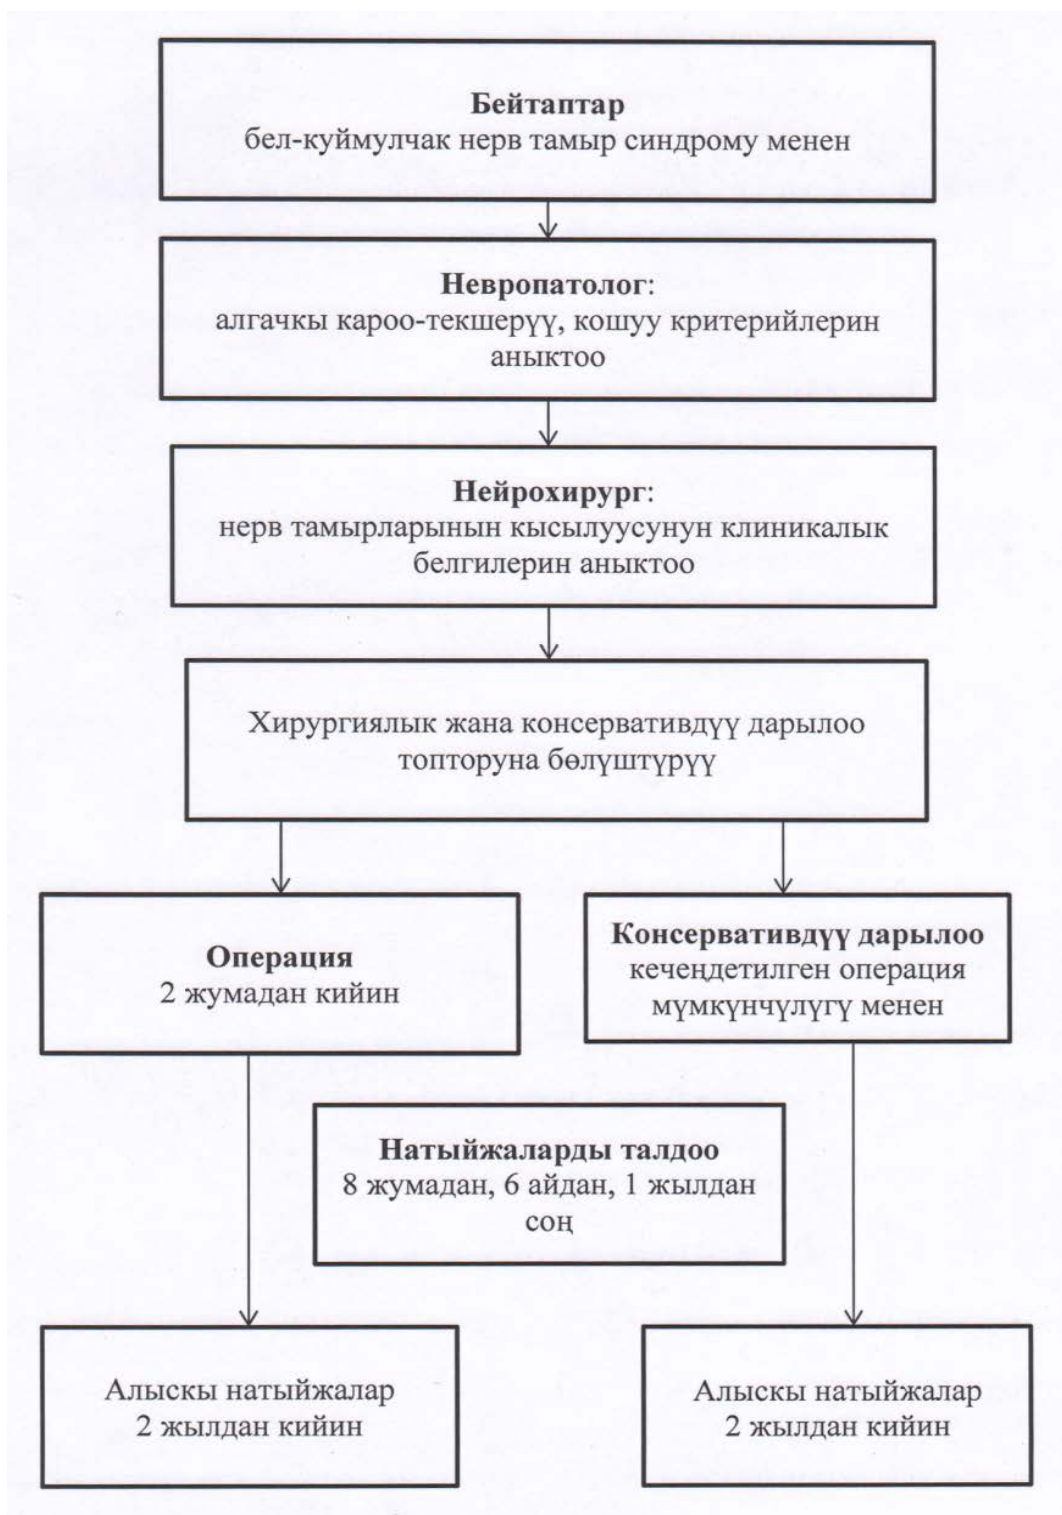 Бейтаптар
бел-куймулчак нерв тамыр синдрому менен
Невропатолог:
алгачкы кароо-текшерүү, кошуу критерийлерин
аныктоо
Нейрохирург:
нерв тамырларынын кысылуусунун клиникалык
белгилерин аныктоо
Хирургиялык жана консервативдүү дарылоо
топторуна бөлүштүрүү
Операция
2 жумадан кийин
Консервативдүү дарылоо
кечеңдетилген операция
мүмкүнчүлүгү менен
Натыйжаларды талдоо
8 жумадан, 6 айдан, 1 жылдан
соң
Алыскы натыйжалар
2 жылдан кийин
Алыскы натыйжалар
2 жылдан кийин